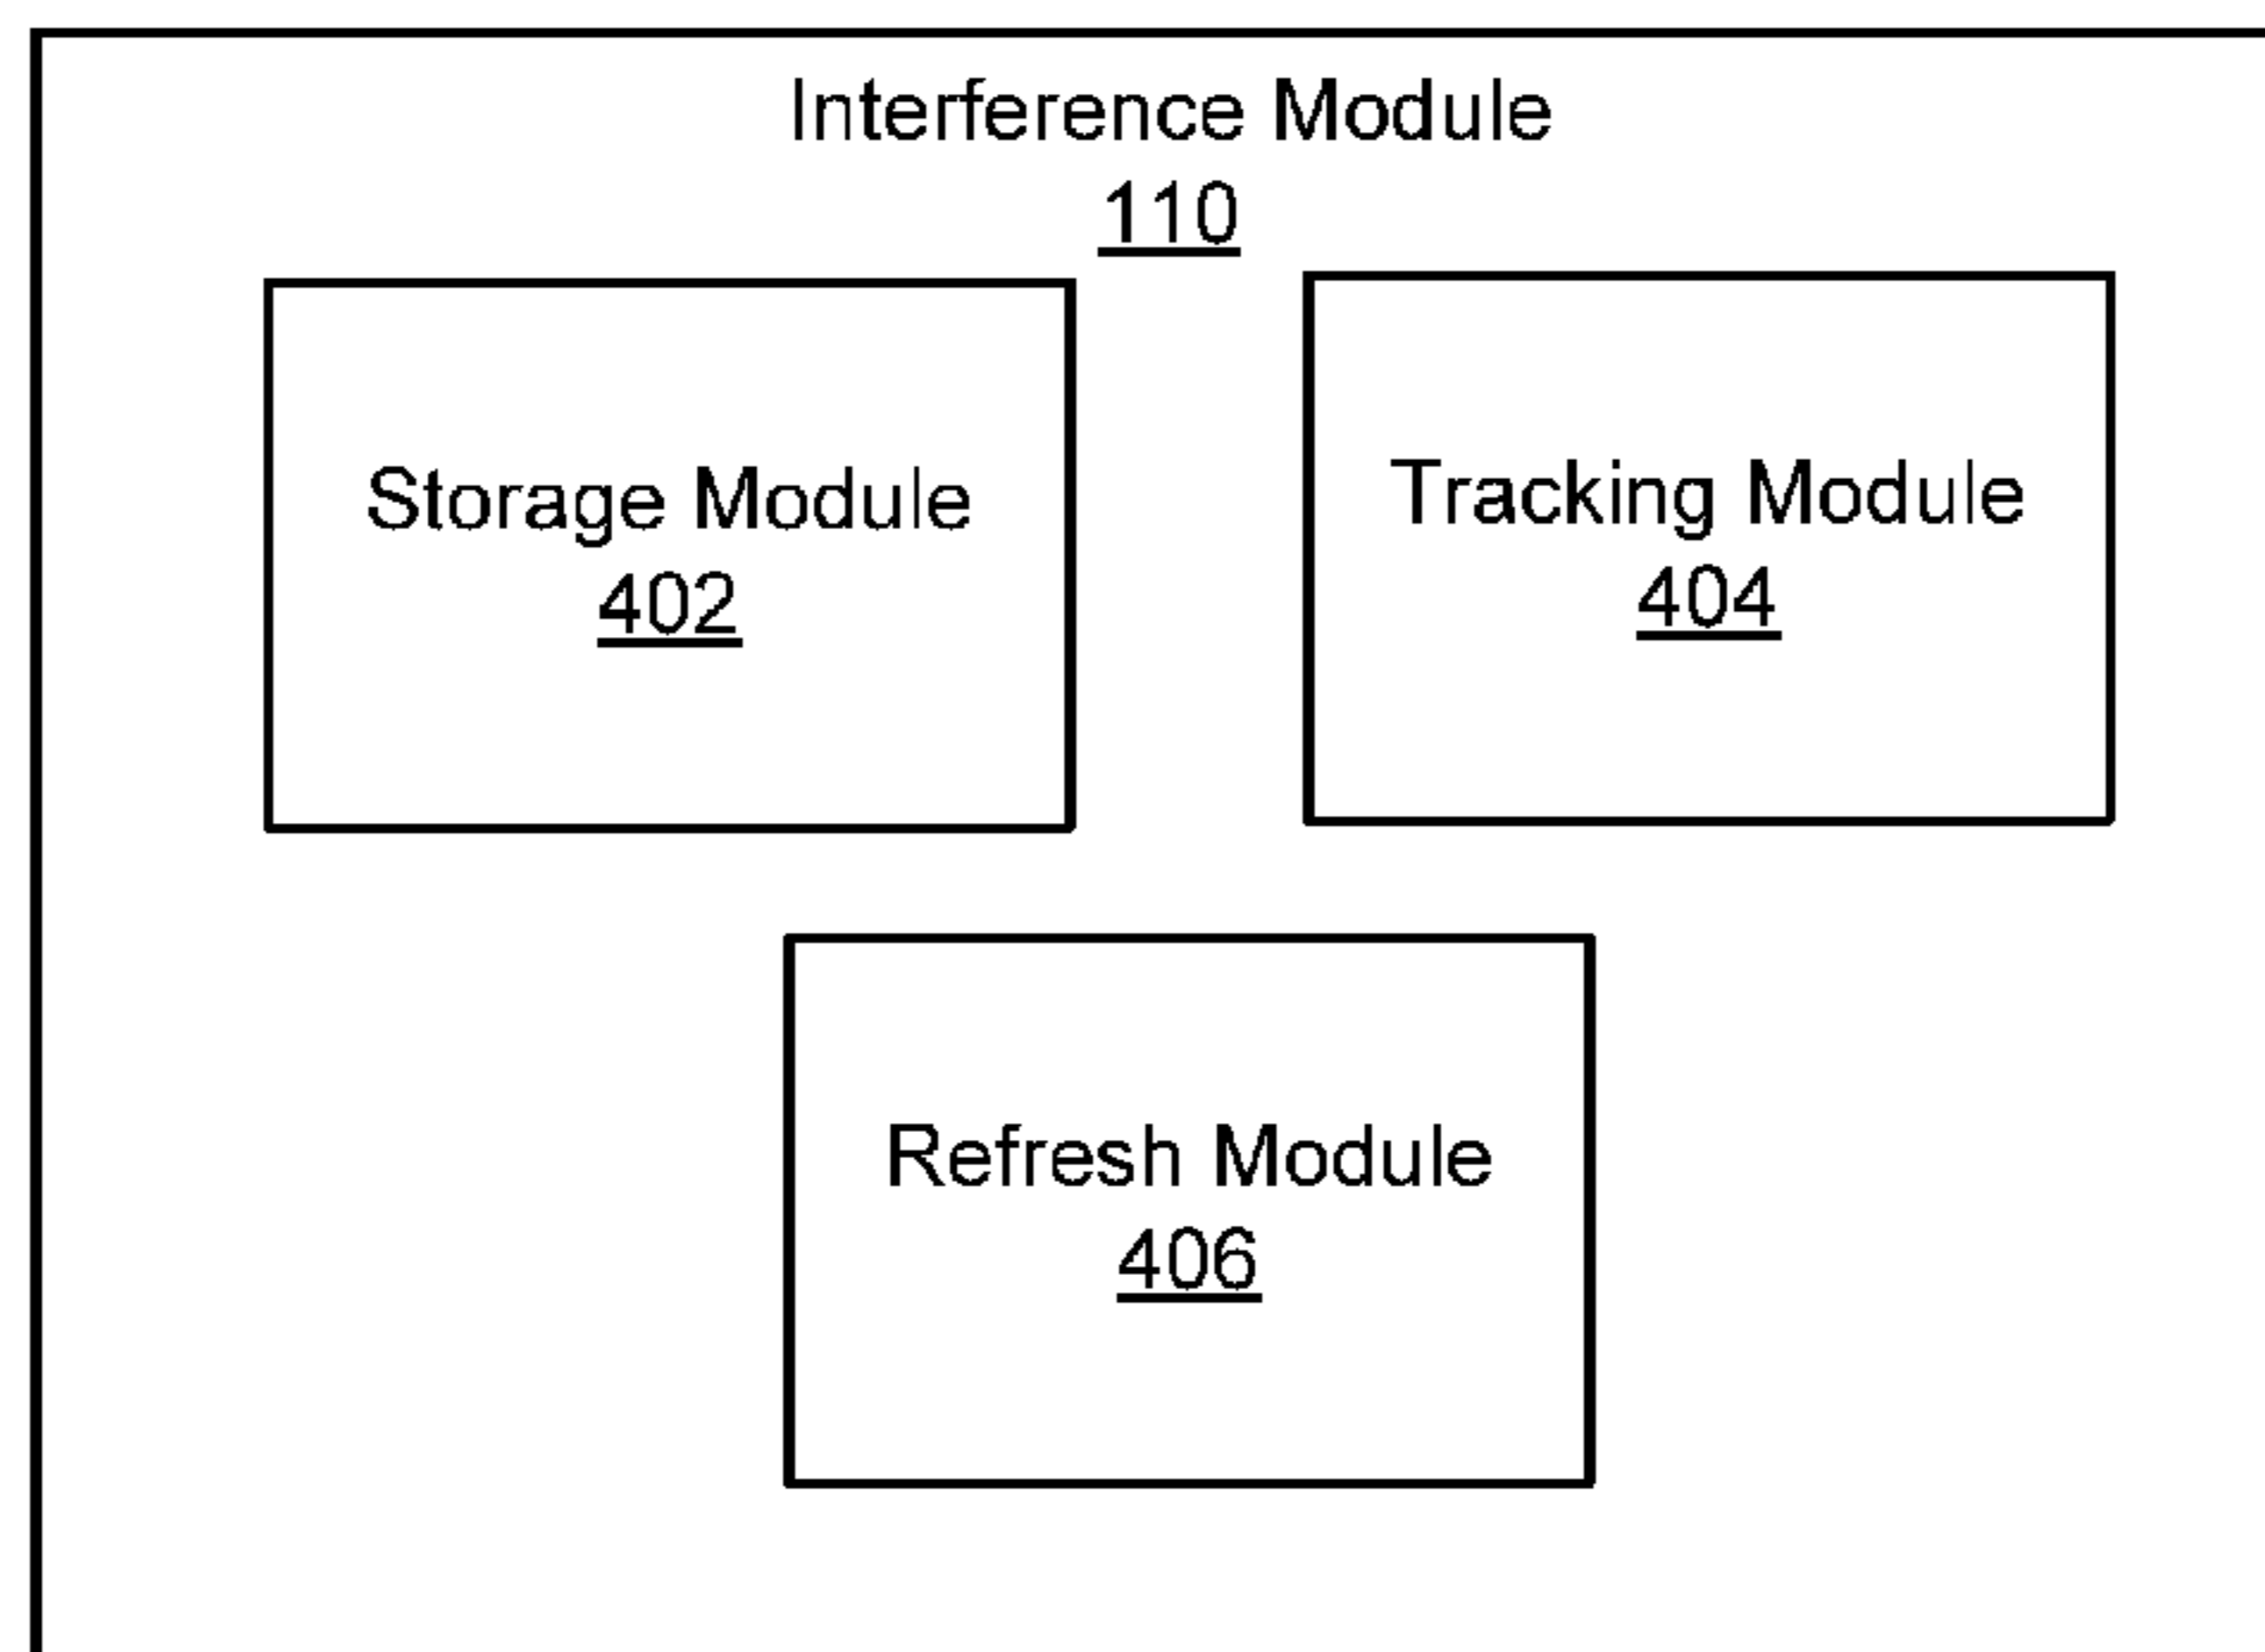 Interference Module
110
Storage Module
402
Tracking Module
404
Refresh Module
406